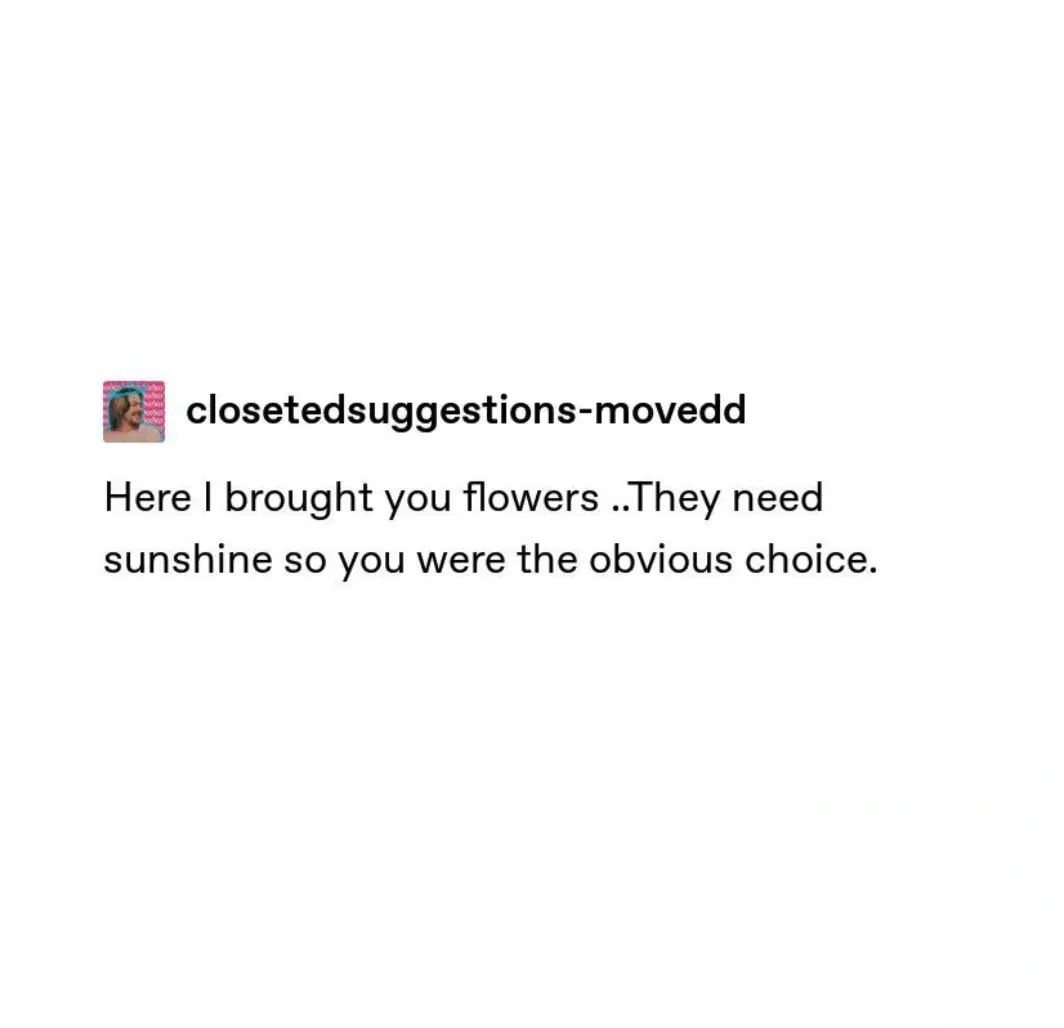 closetedsuggestions-movedd
Here I brought you flowers ..They need
sunshine so you were the obvious choice.